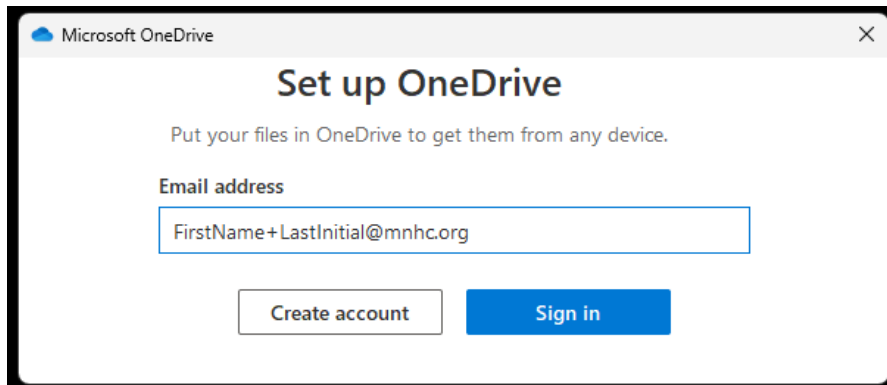 Microsoft OneDrive
Set up OneDrive
Put your files in OneDrive to get them from any device.
Email address
FirstName+LastInitial@mnhc.org
Create account
Sign in